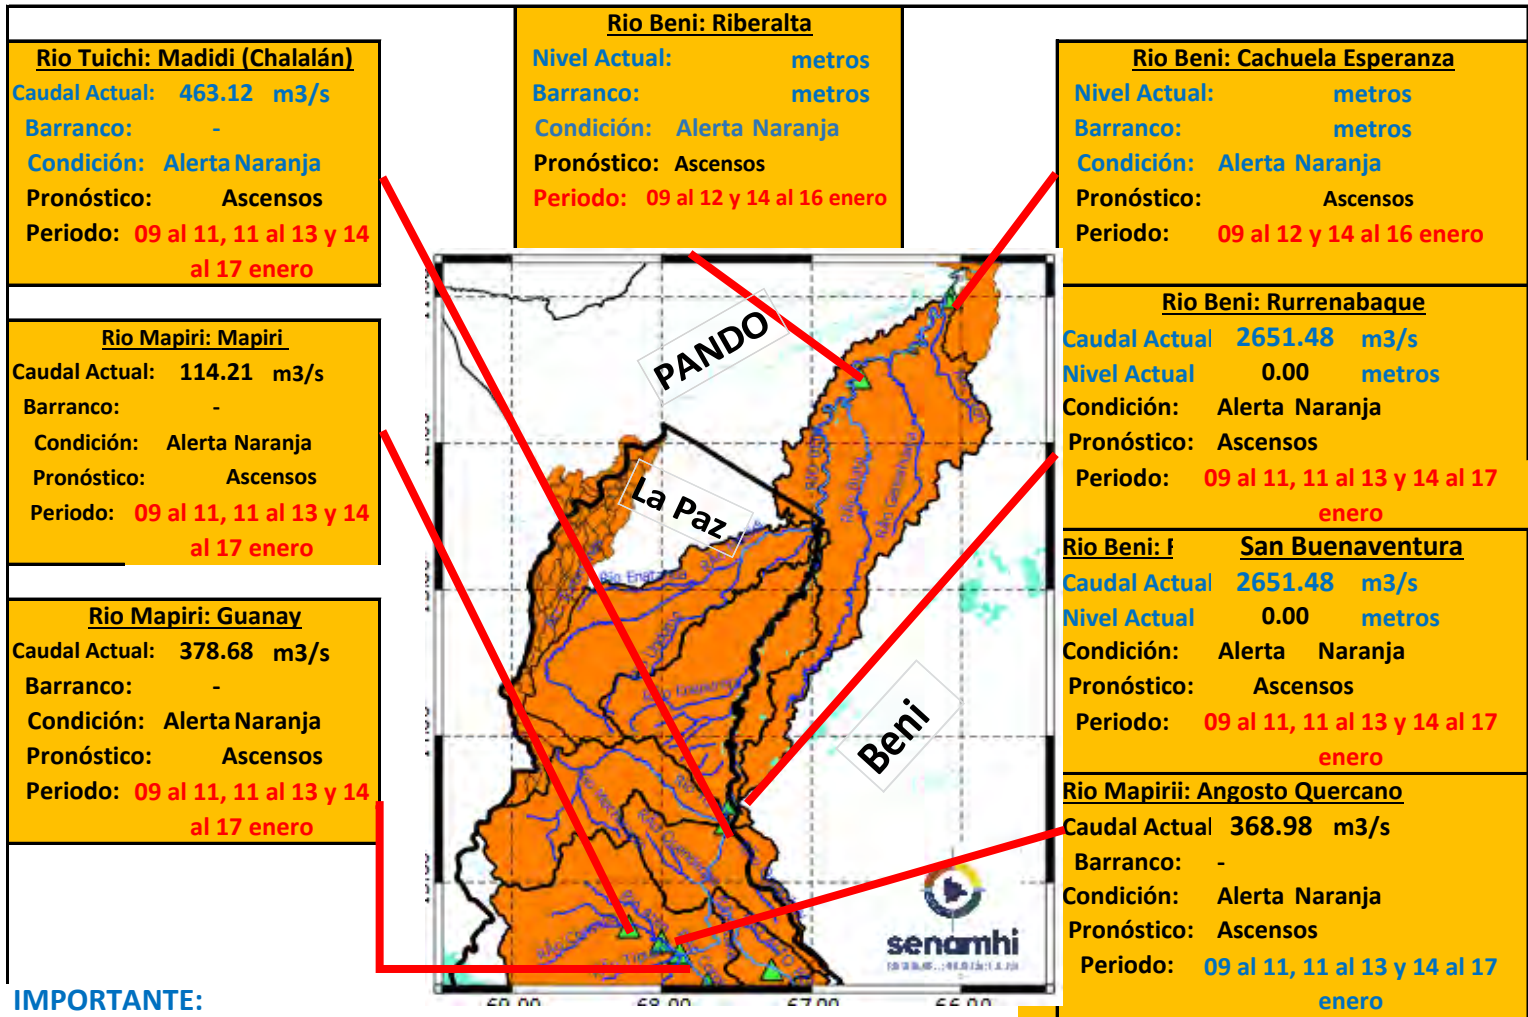 Rio Tuichi: Madidi (Chalalán)
Caudal Actual: 463.12 m3/s
Barranco: -
Condición: Alerta Naranja
Pronóstico: Ascensos
Periodo: 09 al 11, 11 al 13 y 14
al 17 enero
Rio Mapiri: Mapiri
Caudal Actual: 114.21 m3/s
Barranco: -
Condición: Alerta Naranja
Pronóstico: Ascensos
Periodo: 09 al 11, 11 al 13 y 14
al 17 enero
Rio Mapiri: Guanay
Caudal Actual: 378.68 m3/s
Barranco: -
Condición: Alerta Naranja
Pronóstico: Ascensos
Periodo: 09 al 11, 11 al 13 y 14
al 17 enero
IMPORTANTE:
Rio Beni: Riberalta
Nivel Actual: metros
Barranco: metros
Condición: Alerta Naranja
Pronóstico: Ascensos
Periodo: 09 al 12 y 14 al 16 enero
PANDO
La Paz
Beni
senamhi
69.00 68.00 67.00 66.00
Rio Beni: Cachuela Esperanza
Nivel Actual: metros
Barranco: metros
Condición: Alerta Naranja
Pronóstico: Ascensos
Periodo: 09 al 12 y 14 al 16 enero
Rio Beni: Rurrenabaque
Caudal Actual 2651.48 m3/s
Nivel Actual 0.00 metros
Condición: Alerta Naranja
Pronóstico: Ascensos
Periodo: 09 al 11, 11 al 13 y 14 al 17
enero
Rio Beni: San Buenaventura
Caudal Actual 2651.48 m3/s
Nivel Actual 0.00 metros
Condición: Alerta Naranja
Pronóstico: Ascensos
Periodo: 09 al 11, 11 al 13 y 14 al 17
enero
Rio Mapirii: Angosto Quercano
Caudal Actual 368.98 m3/s
Barranco: -
Condición: Alerta Naranja
Pronóstico: Ascensos
Periodo: 09 al 11, 11 al 13 y 14 al 17
enero